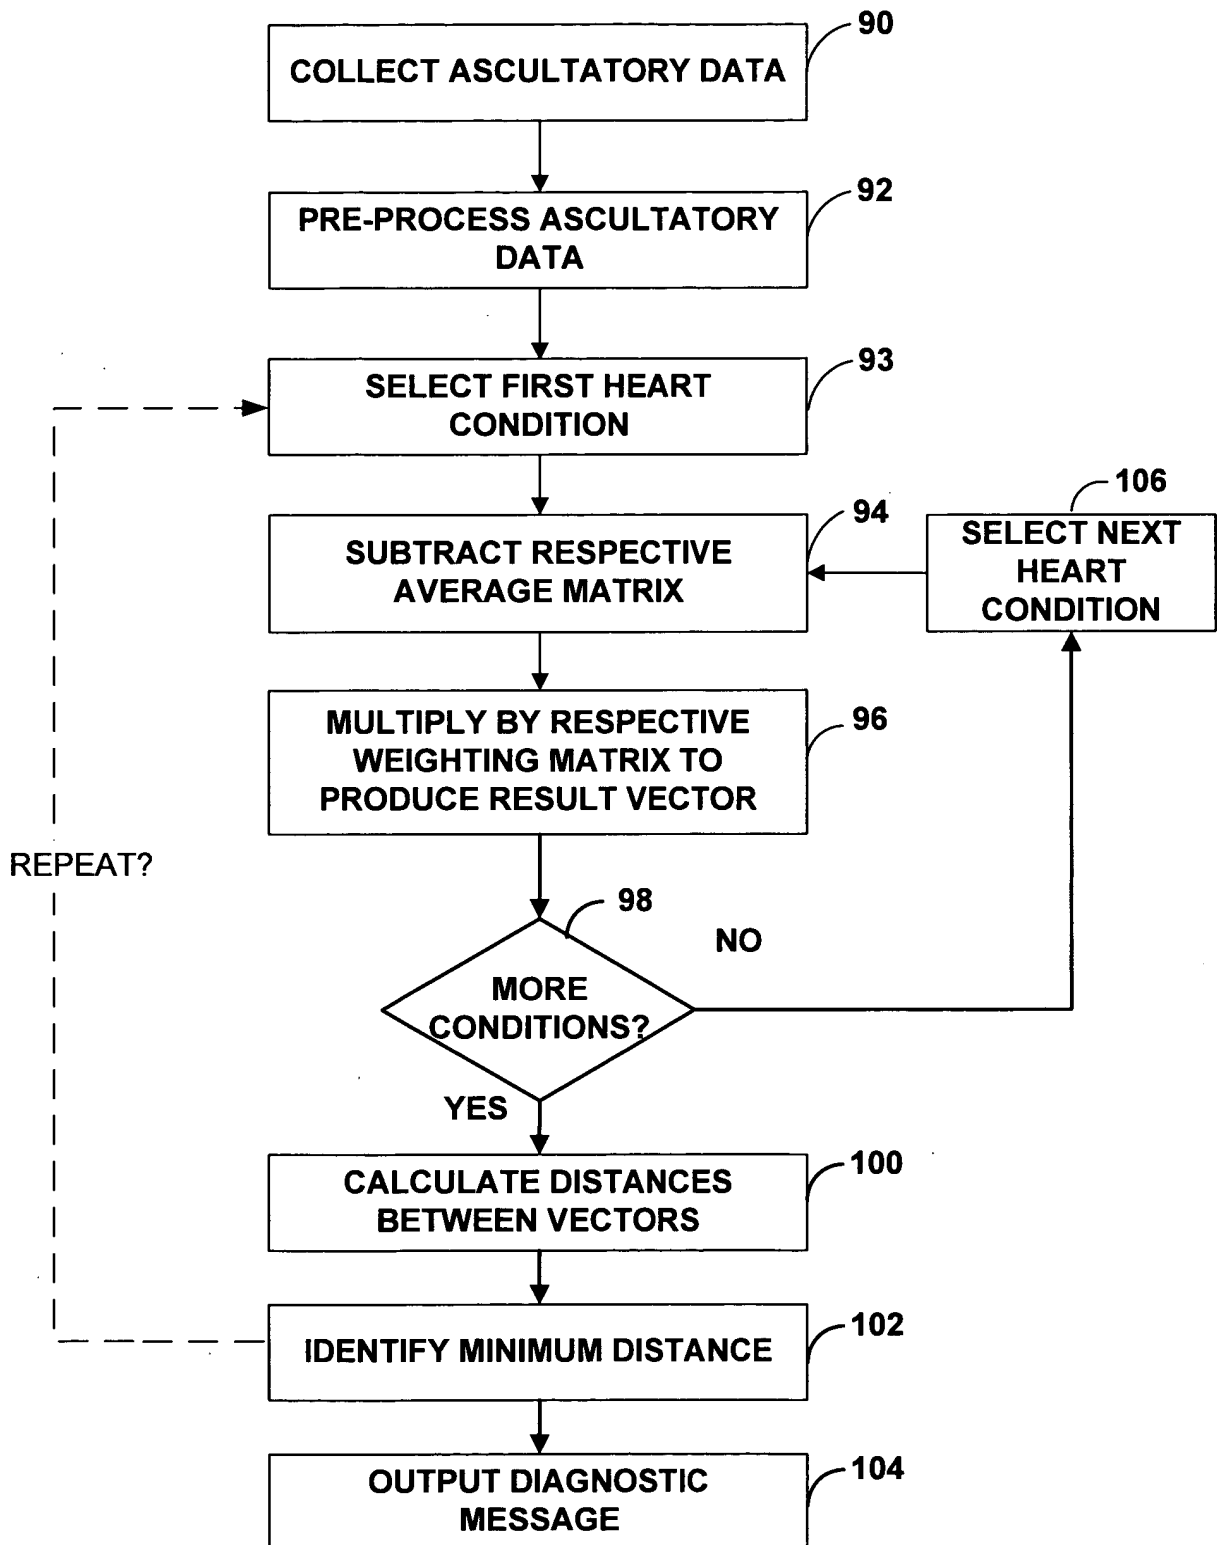 90
COLLECT ASCULTATORY DATA
92
PRE-PROCESS ASCULTATORY
DATA
93
SELECT FIRST HEART
CONDITION
106
SELECT NEXT
HEART
CONDITION
94
SUBTRACT RESPECTIVE
AVERAGE MATRIX
96
MULTIPLY BY RESPECTIVE
WEIGHTING MATRIX TO
PRODUCE RESULT VECTOR
REPEAT?
98
NO
MORE
CONDITIONS?
YES
100
CALCULATE DISTANCES
BETWEEN VECTORS
102
IDENTIFY MINIMUM DISTANCE
104
OUTPUT DIAGNOSTIC
MESSAGE